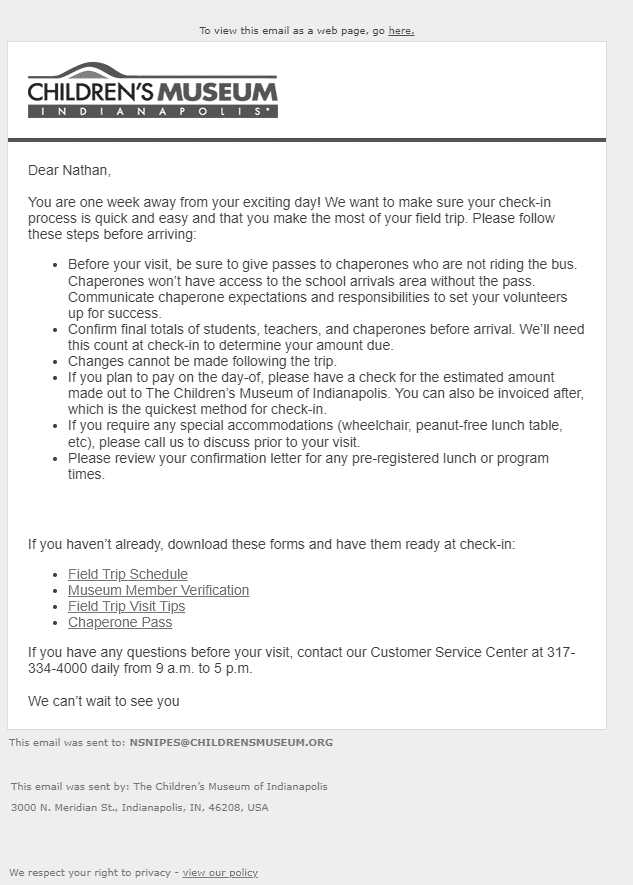 To view this email as a web page, go here.
CHILDREN'S MUSEUM
INDIANAPOLIS
Dear Nathan,
You are one week away from your exciting day! We want to make sure your check-in
process is quick and easy and that you make the most of your field trip. Please follow
these steps before arriving:
• Before your visit, be sure to give passes to chaperones who are not riding the bus.
Chaperones won't have access to the school arrivals area without the pass.
Communicate chaperone expectations and responsibilities to set your volunteers
up for success.
• Confirm final totals of students, teachers, and chaperones before arrival. We'll need
this count at check-in to determine your amount due.
• Changes cannot be made following the trip.
• If you plan to pay on the day-of, please have a check for the estimated amount
made out to The Children's Museum of Indianapolis. You can also be invoiced after,
which is the quickest method for check-in.
• If you require any special accommodations (wheelchair, peanut-free lunch table,
etc), please call us to discuss prior to your visit.
• Please review your confirmation letter for any pre-registered lunch or program
times.
If you haven't already, download these forms and have them ready at check-in:
• Field Trip Schedule
• Museum Member Verification
• Field Trip Visit Tips
• Chaperone Pass
If you have any questions before your visit, contact our Customer Service Center at 317-
334-4000 daily from 9 a.m. to 5 p.m.
We can't wait to see you
This email was sent to: NSNIPES@CHILDRENSMUSEUM.ORG
This email was sent by: The Children's Museum of Indianapolis
3000 N. Meridian St., Indianapolis, IN, 46208, USA
We respect your right to privacy - view our policy